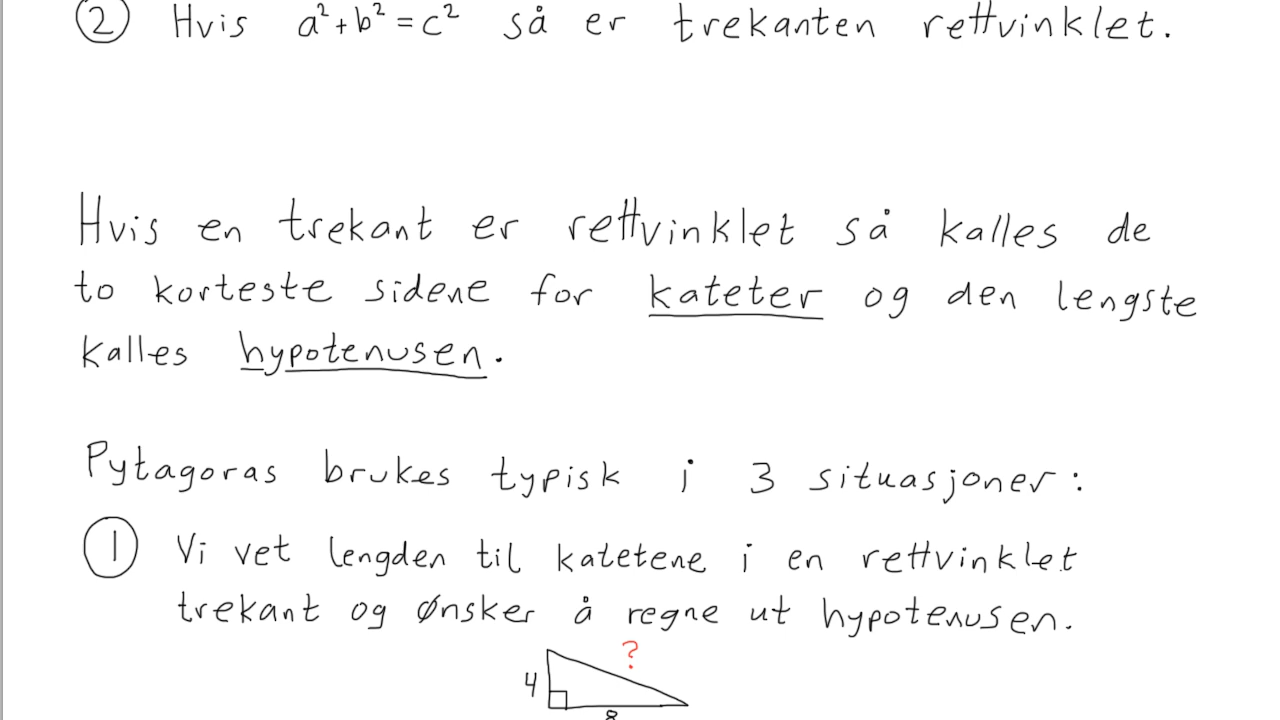 ② Hvis a²+b²=c² så er trekanten rettvinklet.
Hvis en trekant er rettvinklet så kalles de
to korteste sidene for kateter og den lengste
kalles hypotenusen.
Pytagoras brukes typisk i 3 situasjoner:
① Vi vet lengden til katetene i en rettvinklet
trekant og ønsker å regne ut hypotenusen.
?
4
8